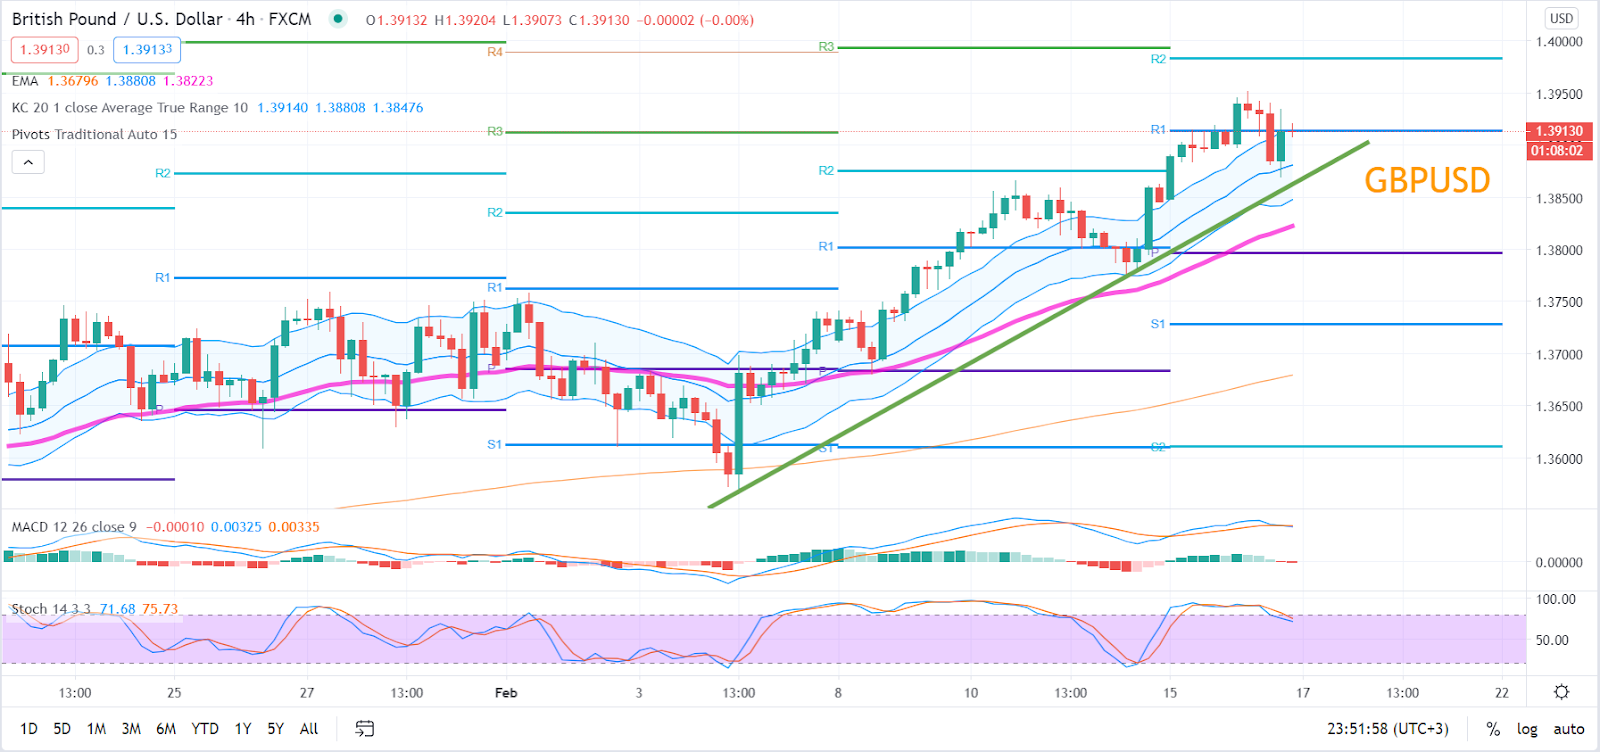 British Pound / U.S. Dollar · 4h · FXCM O1.39132 H1.39204 L1.39073 C1.39130 −0.00002 (−0.00%)
USD
1.39130 0.3 1.39133
EMA 1.36796 1.38808 1.38223
KC 20 1 close Average True Range 10 1.39140 1.38808 1.38476
Pivots Traditional Auto 15
R4 R3 R2
R3 R1
R2 R2
R2 R1
R1 R1 P
S1
P P
P
S1 S1 S2
GBPUSD
1.40000
1.39500
1.39130
01:08:02
1.38500
1.38000
1.37500
1.37000
1.36500
1.36000
MACD 12 26 close 9 −0.00010 0.00325 0.00335
0.00000
Stoch 14 3 3 71.68 75.73
100.00
50.00
13:00 25 27 13:00 Feb 3 13:00 8 10 13:00 15 17 13:00 22
1D 5D 1M 3M 6M YTD 1Y 5Y All 23:51:58 (UTC+3) % log auto